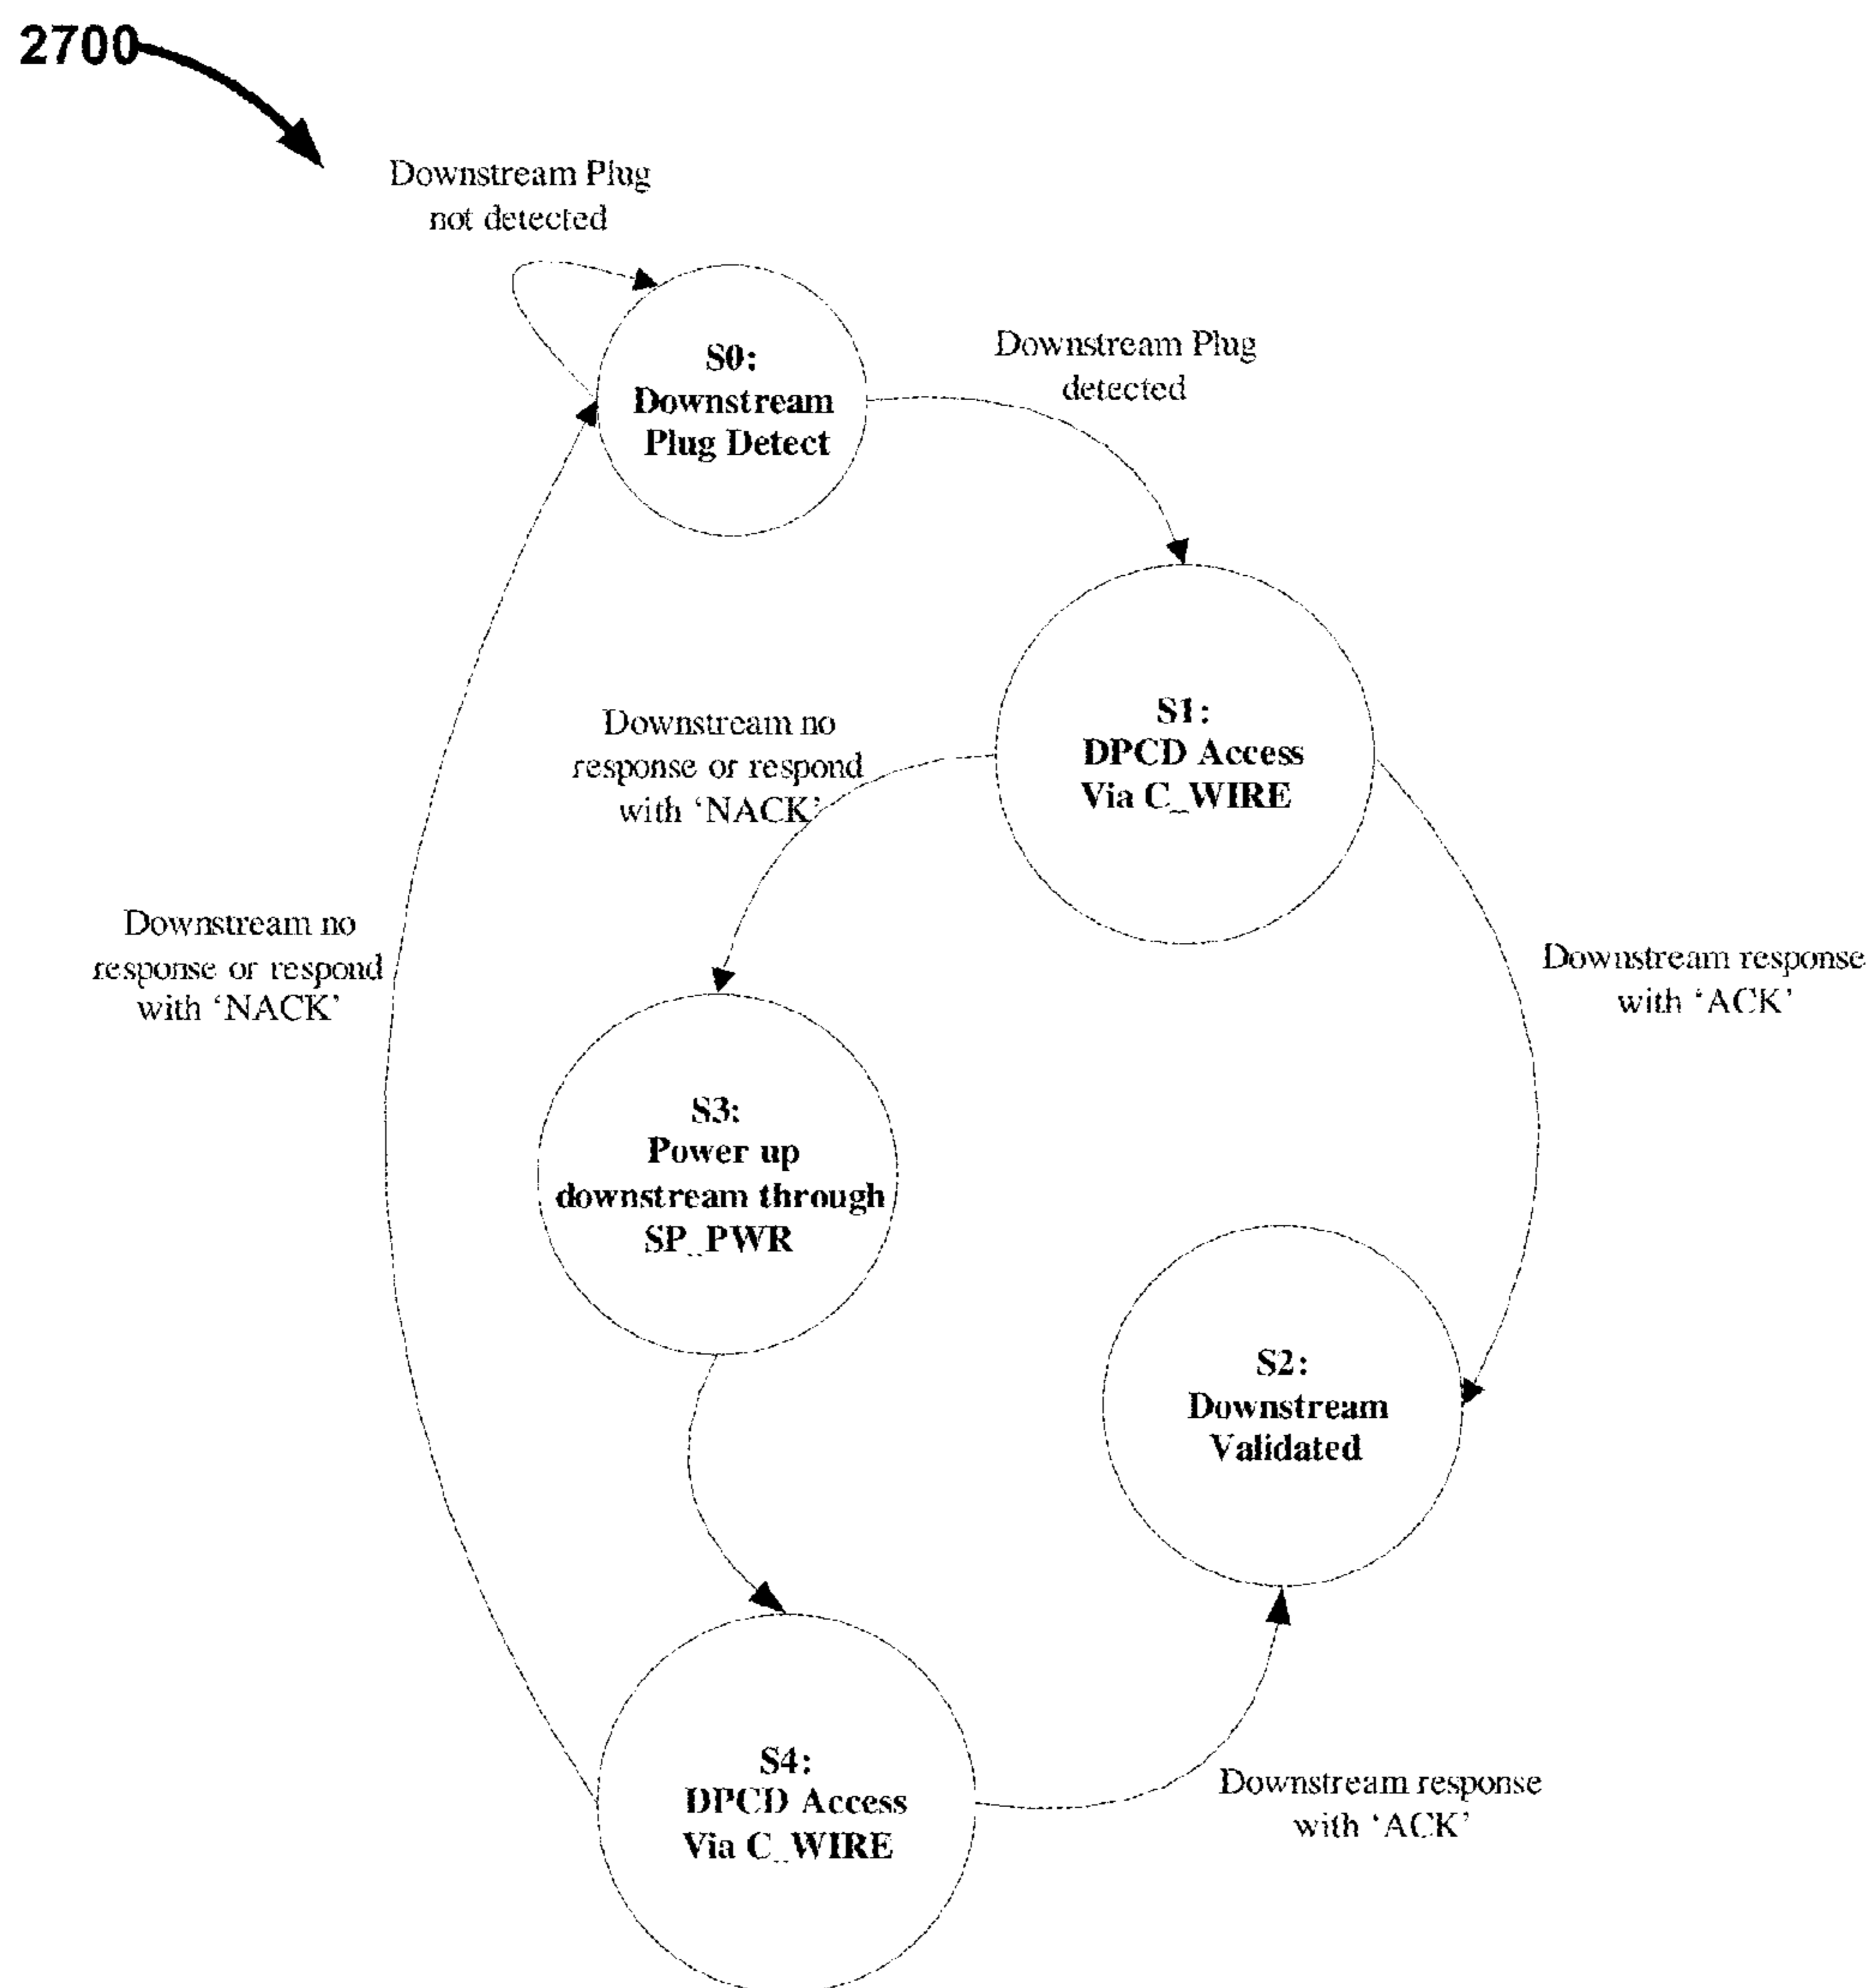 2700
Downstream Plug
not detected
S0:
Downstream
Plug Detect
Downstream Plug
detected
S1:
DPCD Access
Via C_WIRE
Downstream no
response or respond
with ‘NACK’
Downstream no
response or respond
with ‘NACK’
Downstream response
with ‘ACK’
S3:
Power up
downstream through
SP_PWR
S2:
Downstream
Validated
S4:
DPCD Access
Via C_WIRE
Downstream response
with ‘ACK’